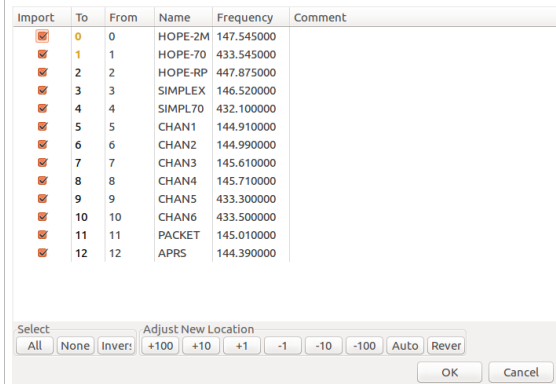 Import To From Name Frequency Comment
0 0 HOPE-2M 147.545000
1 1 HOPE-70 433.545000
2 2 HOPE-RP 447.875000
3 3 SIMPLEX 146.520000
4 4 SIMPL70 432.100000
5 5 CHAN1 144.910000
6 6 CHAN2 144.990000
7 7 CHAN3 145.610000
8 8 CHAN4 145.710000
9 9 CHAN5 433.300000
10 10 CHAN6 433.500000
11 11 PACKET 145.010000
12 12 APRS 144.390000
Select Adjust New Location
All None Invers +100 +10 +1 -1 -10 -100 Auto Rever
OK Cancel